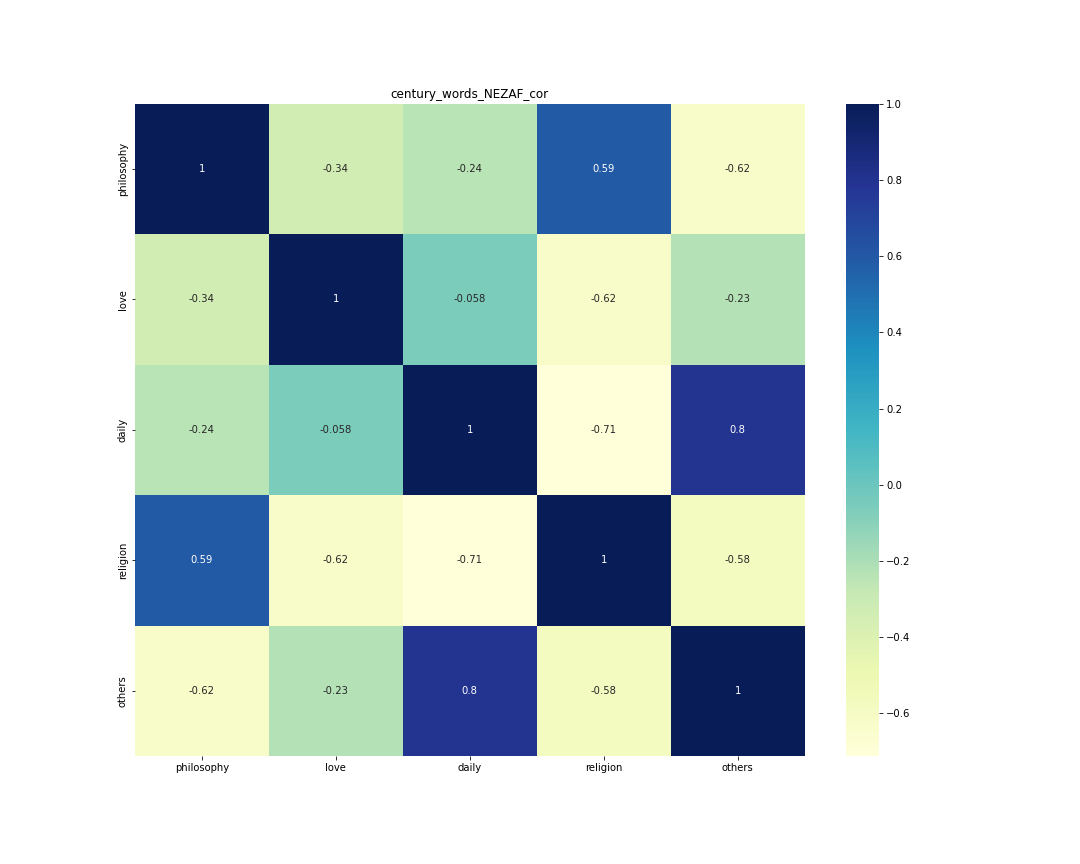 century_words_NEZAF_cor
philosophy 1 -0.34 -0.24 0.59 -0.62
love -0.34 1 -0.058 -0.62 -0.23
daily -0.24 -0.058 1 -0.71 0.8
religion 0.59 -0.62 -0.71 1 -0.58
others -0.62 -0.23 0.8 -0.58 1
philosophy love daily religion others
1.0
0.8
0.6
0.4
0.2
0.0
−0.2
−0.4
−0.6